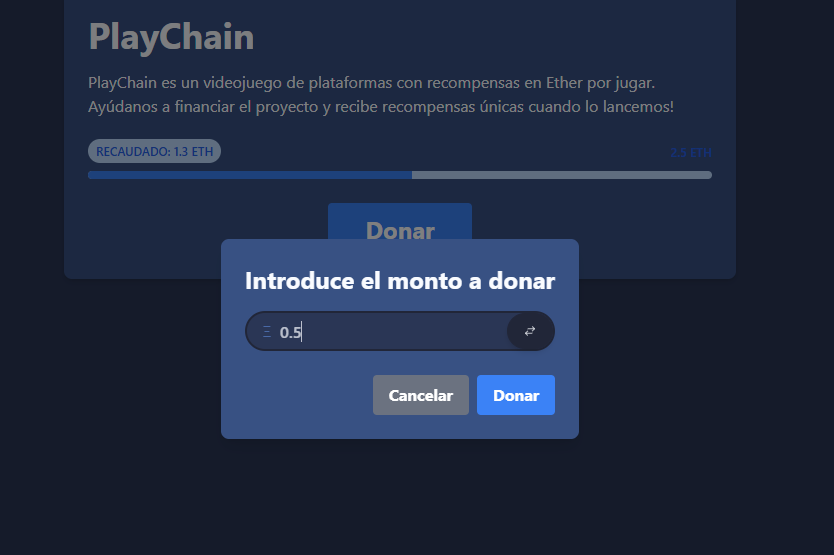 PlayChain
PlayChain es un videojuego de plataformas con recompensas en Ether por jugar.
Ayúdanos a financiar el proyecto y recibe recompensas únicas cuando lo lancemos!
RECAUDADO: 1.3 ETH
2.5 ETH
Donar
Introduce el monto a donar
Ξ 0.5
Cancelar
Donar